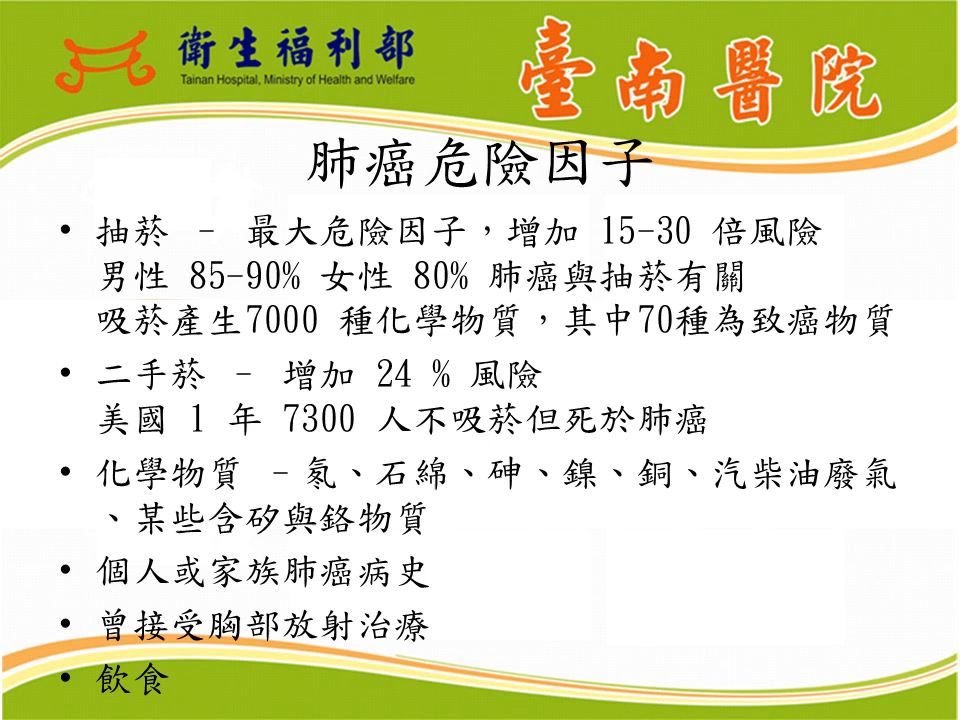 衛生福利部
Tainan Hospital, Ministry of Health and Welfare
臺南醫院
肺癌危險因子
• 抽菸 – 最大危險因子，增加 15-30 倍風險
男性 85-90% 女性 80% 肺癌與抽菸有關
吸菸產生7000 種化學物質，其中70種為致癌物質
• 二手菸 – 增加 24 % 風險
美國 1 年 7300 人不吸菸但死於肺癌
• 化學物質 – 氡、石綿、砷、鎳、銅、汽柴油廢氣
、某些含矽與鉻物質
• 個人或家族肺癌病史
• 曾接受胸部放射治療
• 飲食